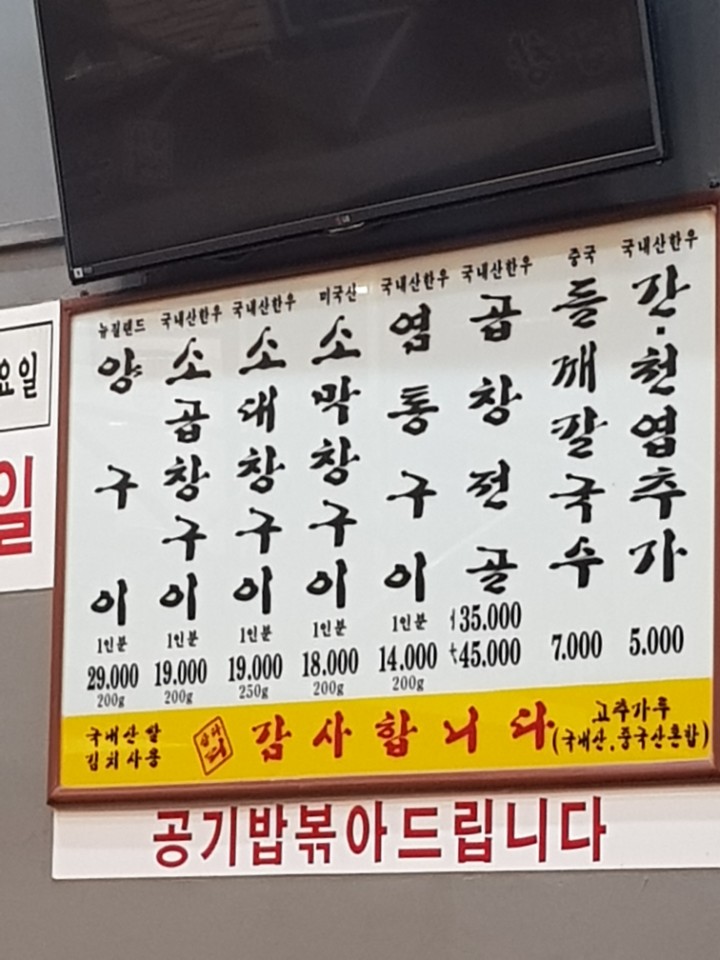 LG
요일
일
뉴질랜드
양구이
1인분
29.000
200g
국내산한우
소곱창구이
1인분
19.000
200g
국내산한우
소대창구이
1인분
19.000
250g
미국산
소막창구이
1인분
18.000
200g
국내산한우
염통구이
1인분
14.000
200g
국내산한우
곱창전골
35.000
45.000
중국
들깨칼국수
7.000
국내산한우
간·천엽추가
5.000
국내산쌀
김치사용
감사합니다
고추가루
(국내산.중국산혼합)
공기밥볶아드립니다